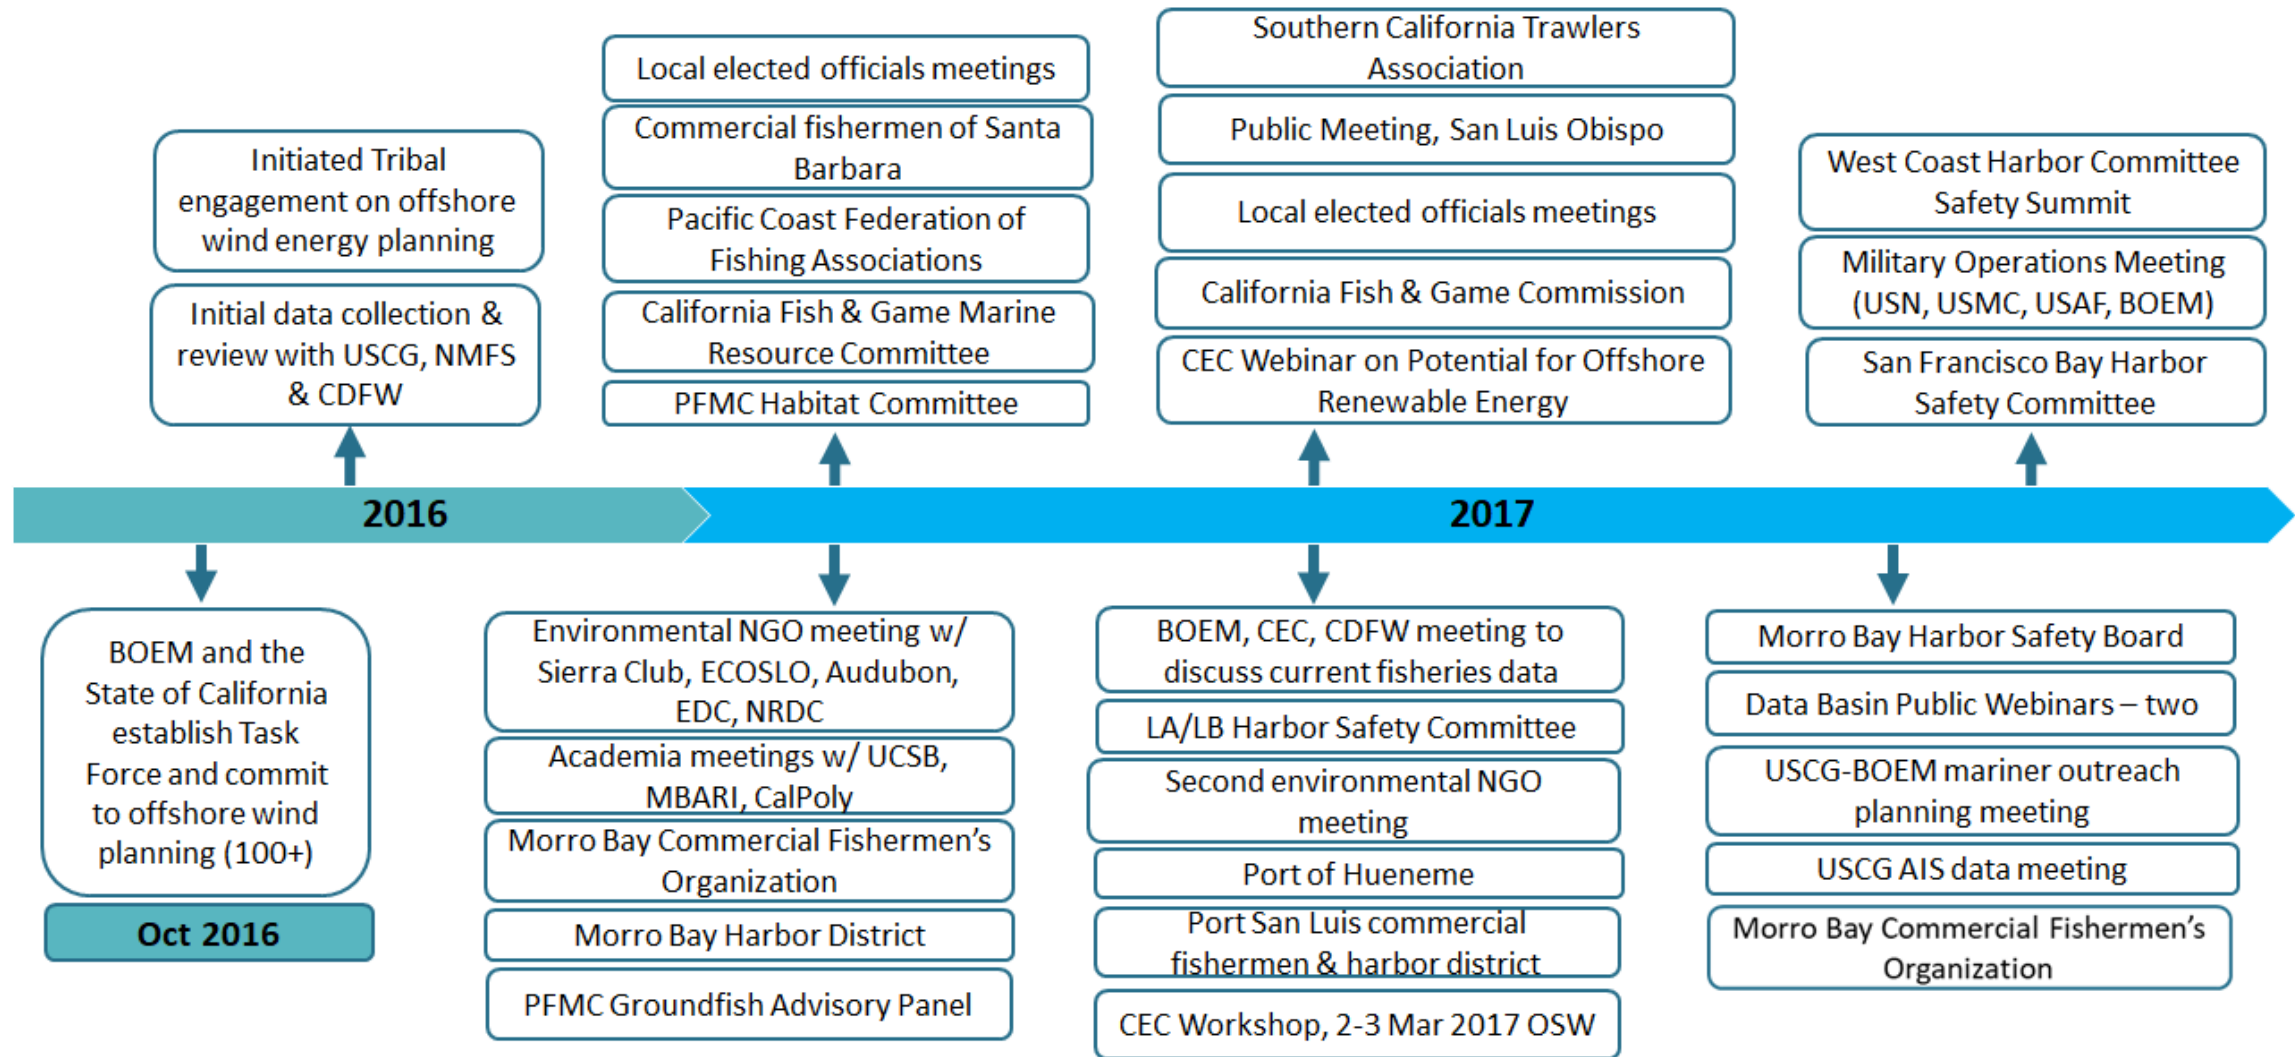 Initiated Tribal
engagement on offshore
wind energy planning
Initial data collection &
review with USCG, NMFS
& CDFW
Local elected officials meetings
Commercial fishermen of Santa
Barbara
Pacific Coast Federation of
Fishing Associations
California Fish & Game Marine
Resource Committee
PFMC Habitat Committee
Southern California Trawlers
Association
Public Meeting, San Luis Obispo
Local elected officials meetings
California Fish & Game Commission
CEC Webinar on Potential for Offshore
Renewable Energy
West Coast Harbor Committee
Safety Summit
Military Operations Meeting
(USN, USMC, USAF, BOEM)
San Francisco Bay Harbor
Safety Committee
2016
2017
BOEM and the
State of California
establish Task
Force and commit
to offshore wind
planning (100+)
Oct 2016
Environmental NGO meeting w/
Sierra Club, ECOSLO, Audubon,
EDC, NRDC
Academia meetings w/ UCSB,
MBARI, CalPoly
Morro Bay Commercial Fishermen’s
Organization
Morro Bay Harbor District
PFMC Groundfish Advisory Panel
BOEM, CEC, CDFW meeting to
discuss current fisheries data
LA/LB Harbor Safety Committee
Second environmental NGO
meeting
Port of Hueneme
Port San Luis commercial
fishermen & harbor district
CEC Workshop, 2-3 Mar 2017 OSW
Morro Bay Harbor Safety Board
Data Basin Public Webinars – two
USCG-BOEM mariner outreach
planning meeting
USCG AIS data meeting
Morro Bay Commercial Fishermen’s
Organization